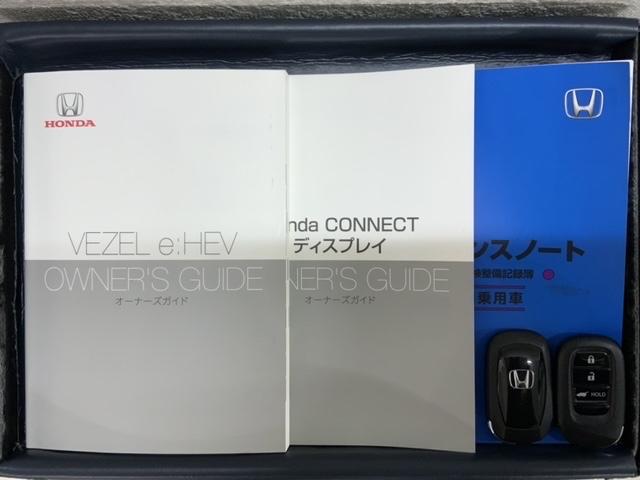 HONDA
VEZEL e:HEV
OWNER'S GUIDE
オーナーズガイド
nda CONNECT
ディスプレイ
NER'S GUIDE
オーナーズガイド
ンスノート
整備記録簿
乗用車
HOLD